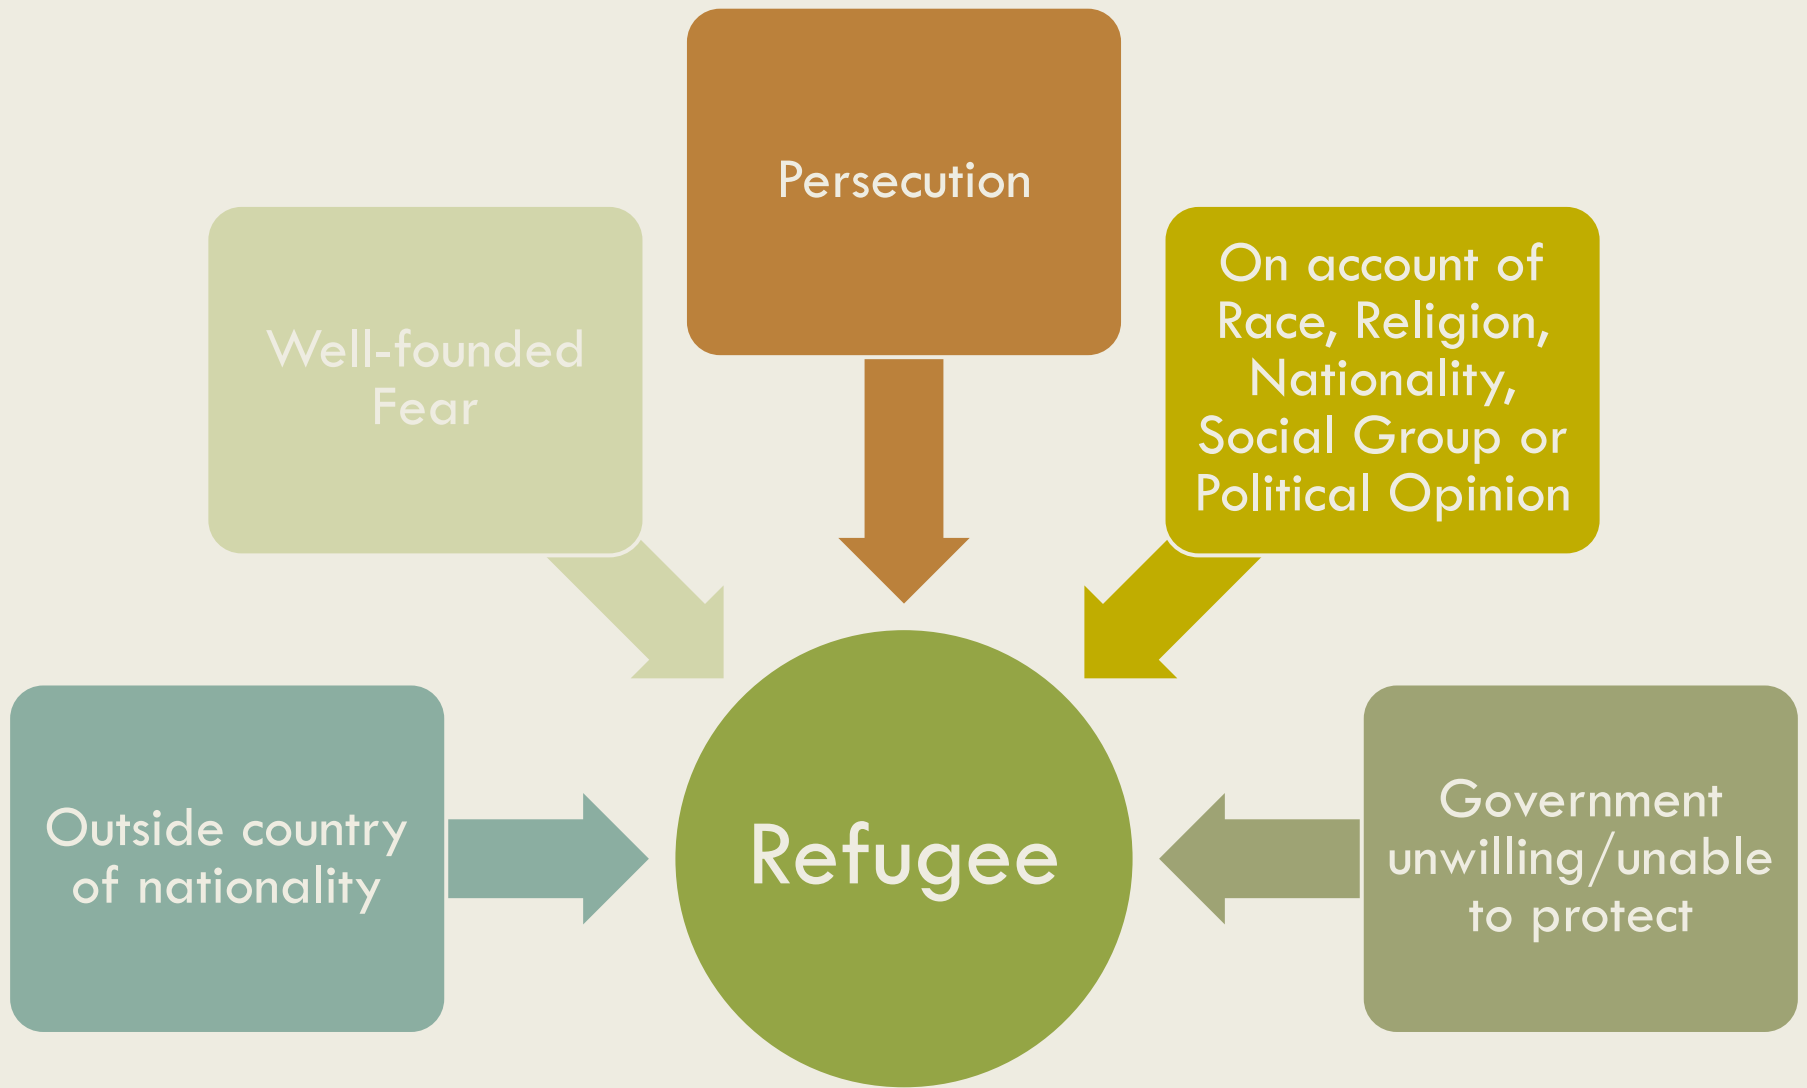 Persecution
Well-founded
Fear
On account of
Race, Religion,
Nationality,
Social Group or
Political Opinion
Outside country
of nationality
Refugee
Government
unwilling/unable
to protect